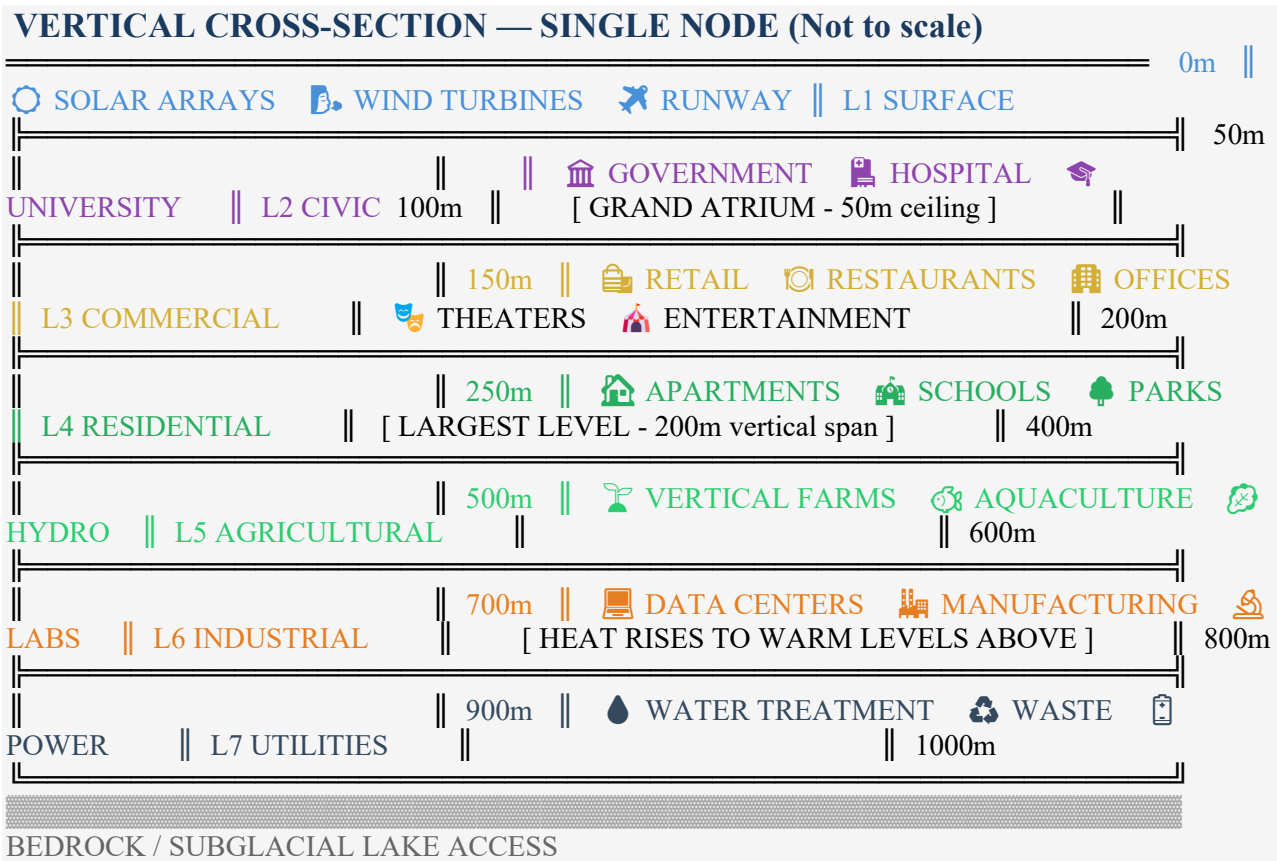 VERTICAL CROSS-SECTION — SINGLE NODE (Not to scale)
0m ║
SOLAR ARRAYS WIND TURBINES RUNWAY ║ L1 SURFACE
50m
║ ║ ║ GOVERNMENT HOSPITAL
UNIVERSITY ║ L2 CIVIC 100m ║ [ GRAND ATRIUM - 50m ceiling ] ║
║ ║ 150m ║ RETAIL RESTAURANTS OFFICES
║ L3 COMMERCIAL ║ THEATERS ENTERTAINMENT ║ 200m
║ ║ 250m ║ APARTMENTS SCHOOLS PARKS
║ L4 RESIDENTIAL ║ [ LARGEST LEVEL - 200m vertical span ] ║ 400m
║ ║ 500m ║ VERTICAL FARMS AQUACULTURE
HYDRO ║ L5 AGRICULTURAL ║ ║ 600m
║ ║ 700m ║ DATA CENTERS MANUFACTURING
LABS ║ L6 INDUSTRIAL ║ [ HEAT RISES TO WARM LEVELS ABOVE ] ║ 800m
║ ║ 900m ║ WATER TREATMENT WASTE
POWER ║ L7 UTILITIES ║ ║ 1000m
BEDROCK / SUBGLACIAL LAKE ACCESS